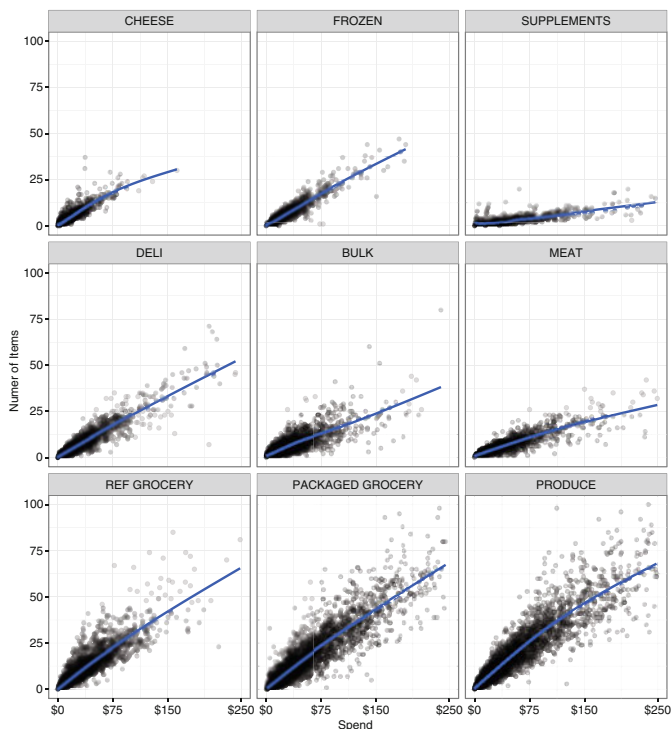 CHEESE FROZEN SUPPLEMENTS
100
75
50
25
0
DELI BULK MEAT
100
75
50
25
0
Numer of Items
REF GROCERY PACKAGED GROCERY PRODUCE
100
75
50
25
0
$0 $75 $150 $250 $0 $75 $150 $250 $0 $75 $150 $250
Spend